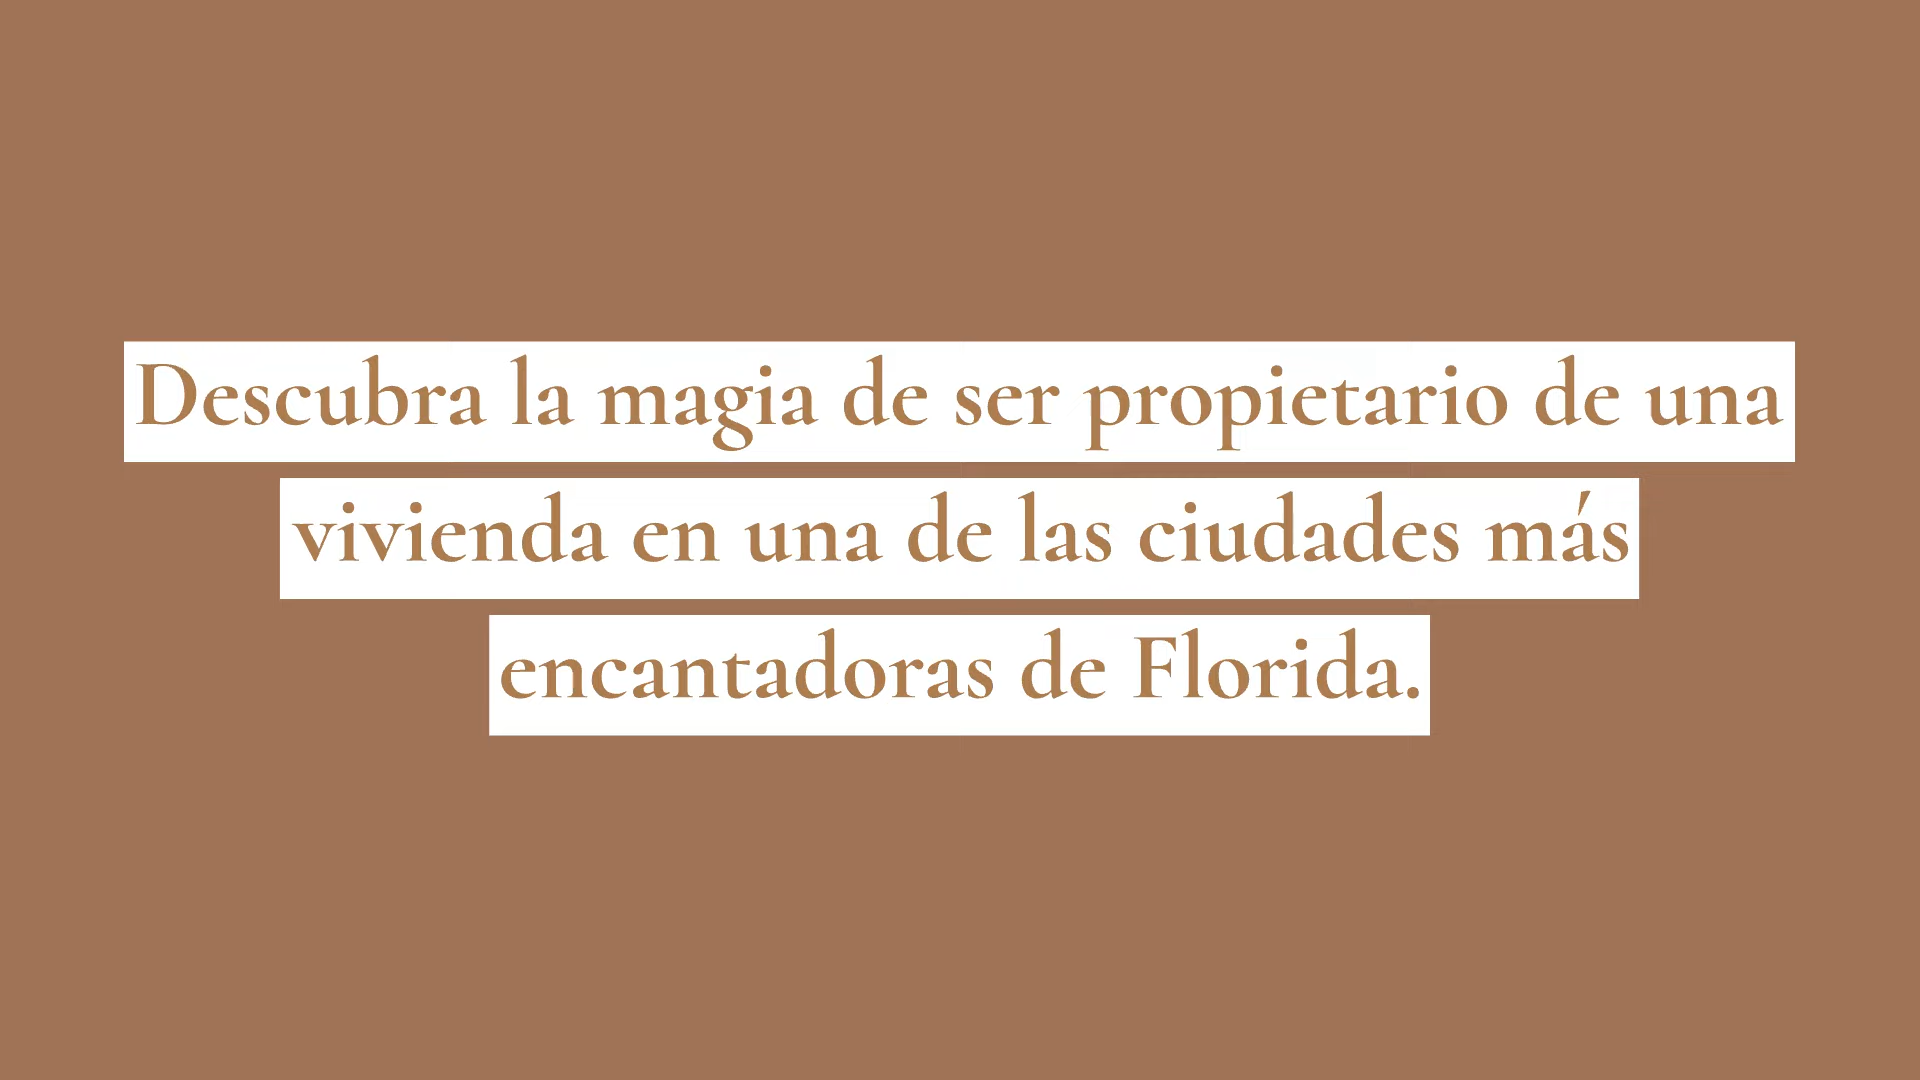 Descubra la magia de ser propietario de una
vivienda en una de las ciudades más
encantadoras de Florida.